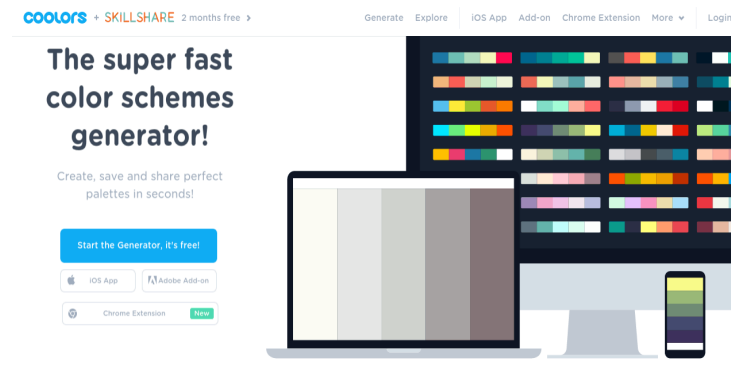 coolors + SKILLSHARE 2 months free
Generate Explore iOS App Add-on Chrome Extension More Login
The super fast
color schemes
generator!
Create, save and share perfect
palettes in seconds!
Start the Generator, it's free!
iOS App Adobe Add-on
Chrome Extension New